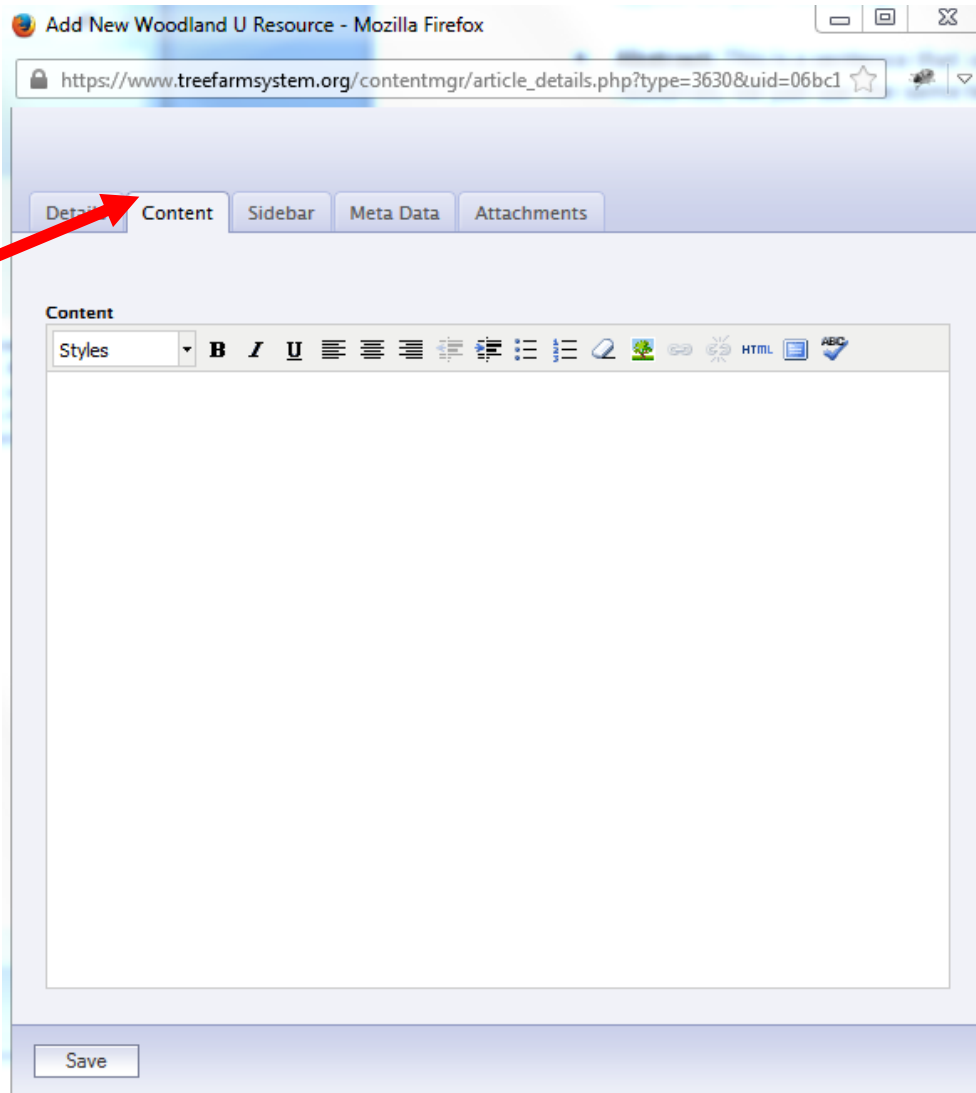 Add New Woodland U Resource - Mozilla Firefox
https://www.treefarmsystem.org/contentmgr/article_details.php?type=3630&uid=06bc1
Content Sidebar Meta Data Attachments
Content
Styles B I U HTML ABC
Save